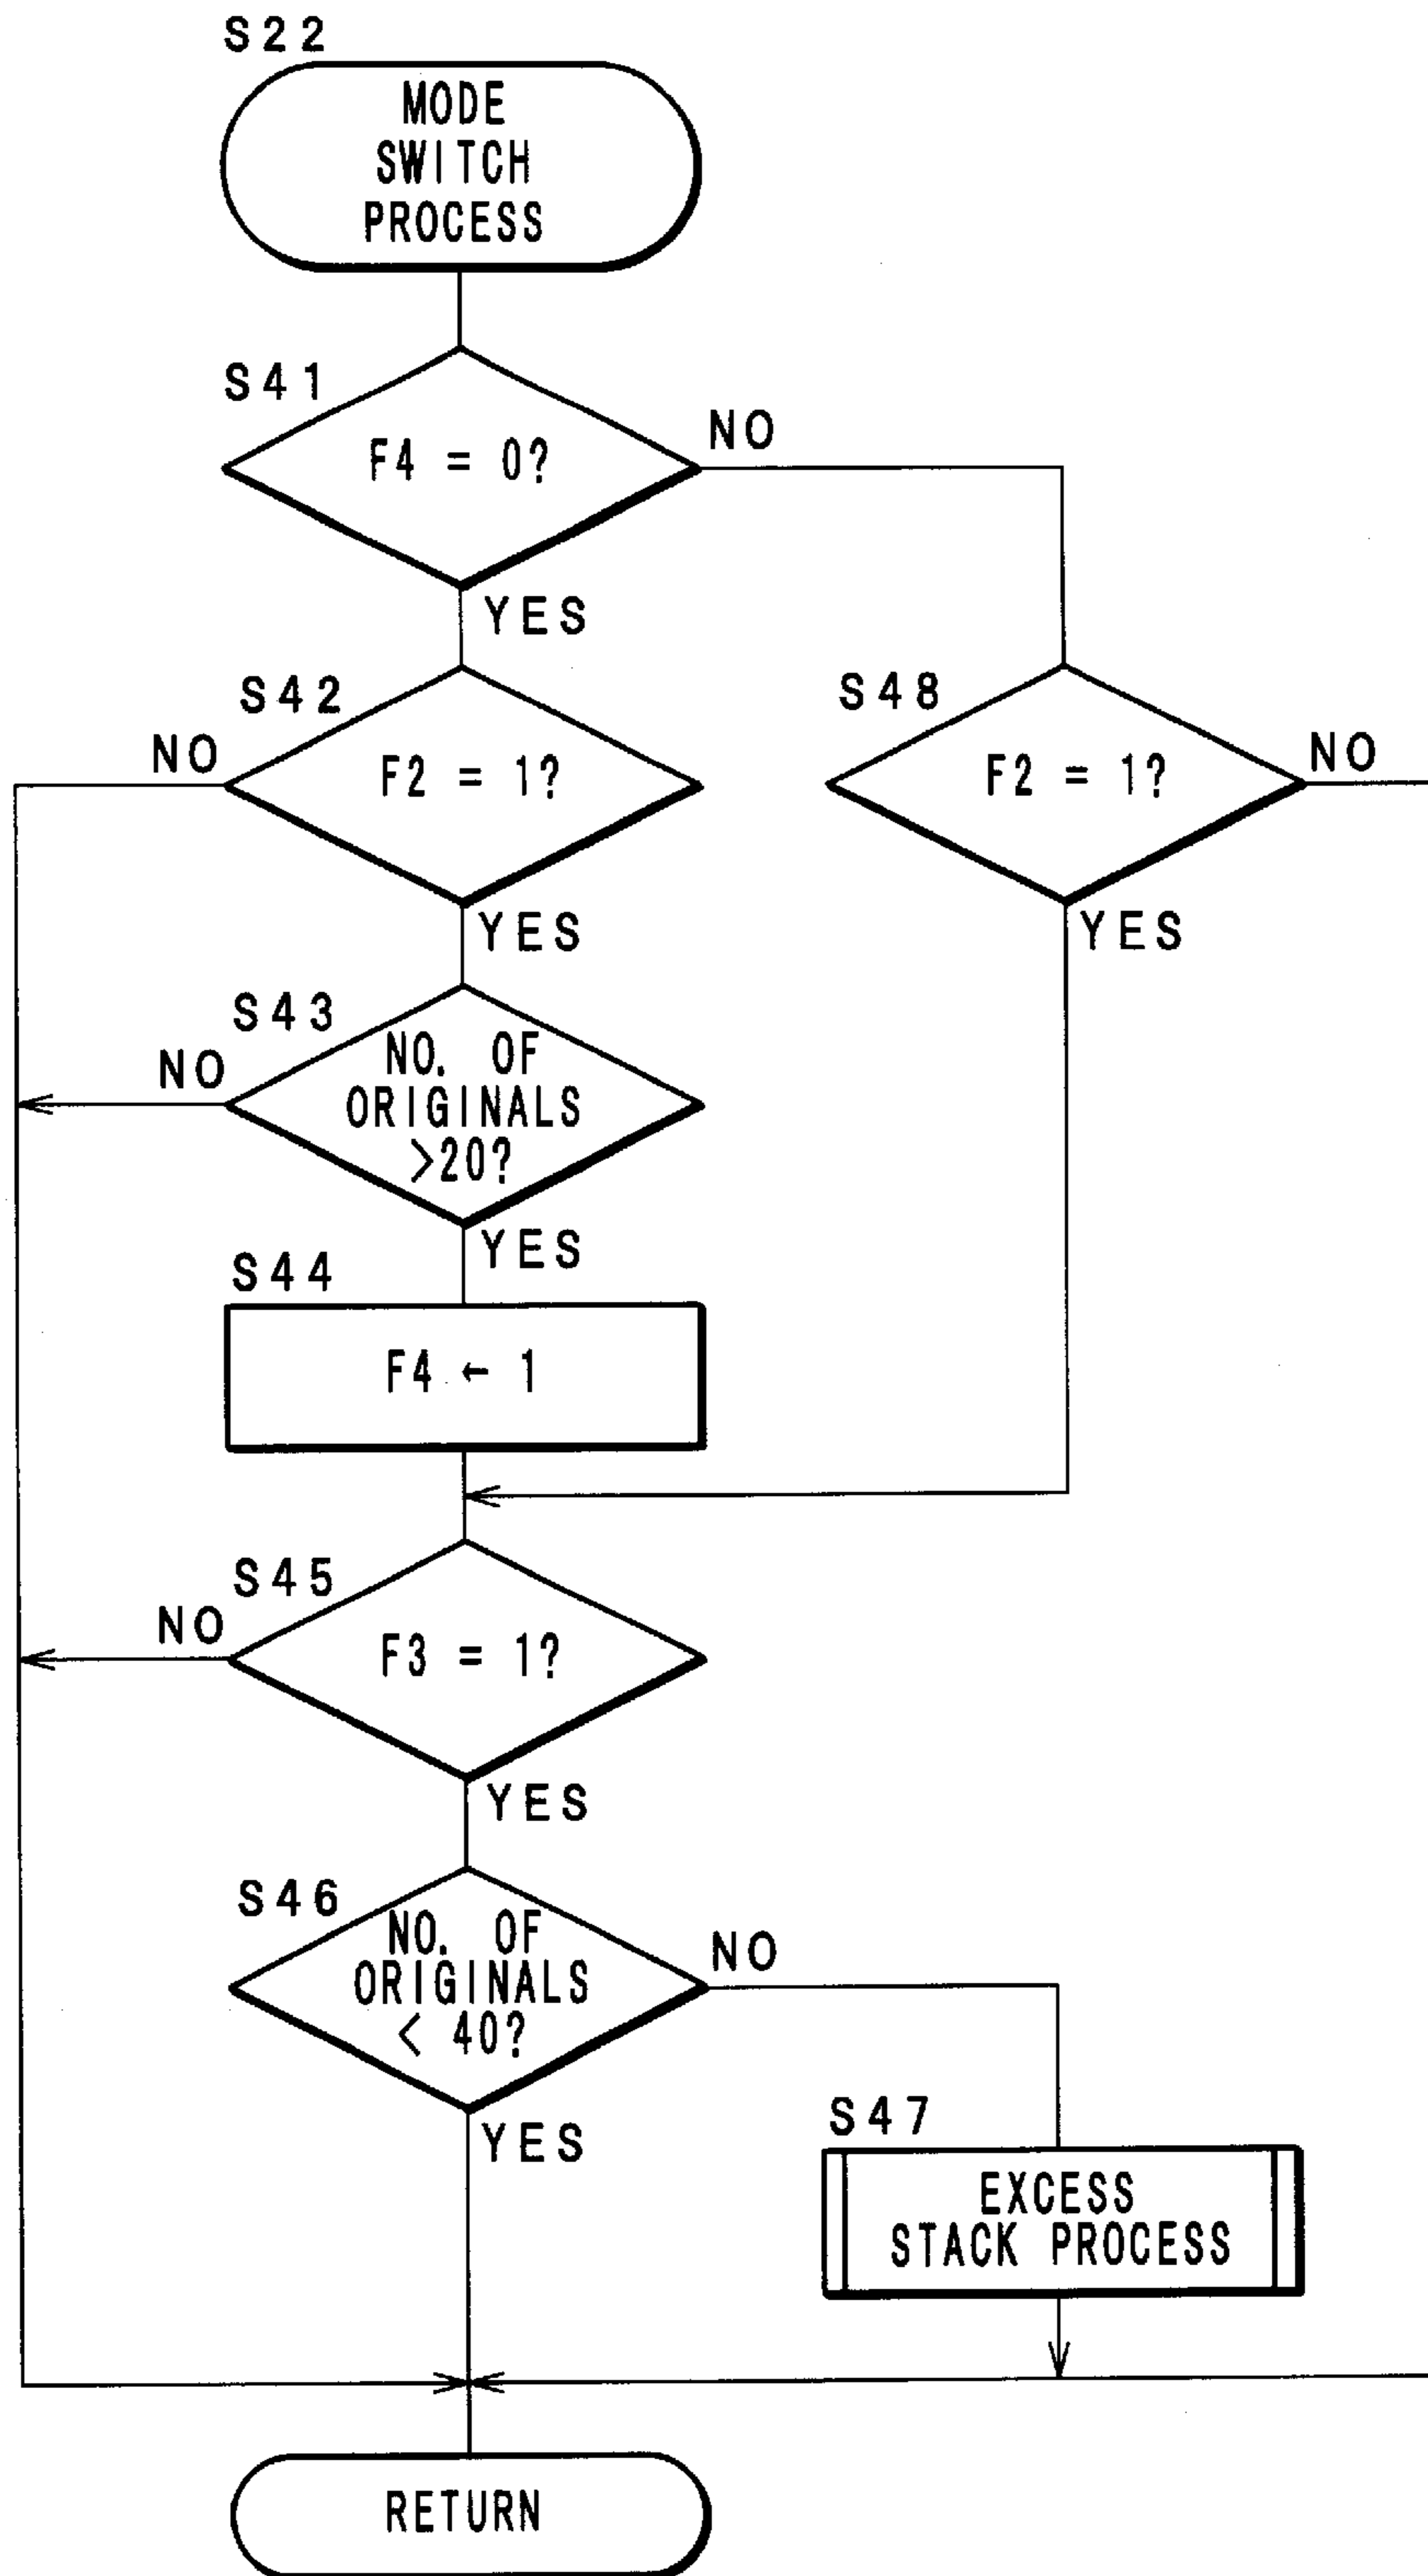 S22
MODE
SWITCH
PROCESS
S41
F4 = 0?
NO
YES
S42
NO
F2 = 1?
YES
S48
F2 = 1?
NO
YES
S43
NO
NO. OF
ORIGINALS
>20?
YES
S44
F4 ← 1
S45
NO
F3 = 1?
YES
S46
NO. OF
ORIGINALS
< 40?
NO
YES
S47
EXCESS
STACK PROCESS
RETURN